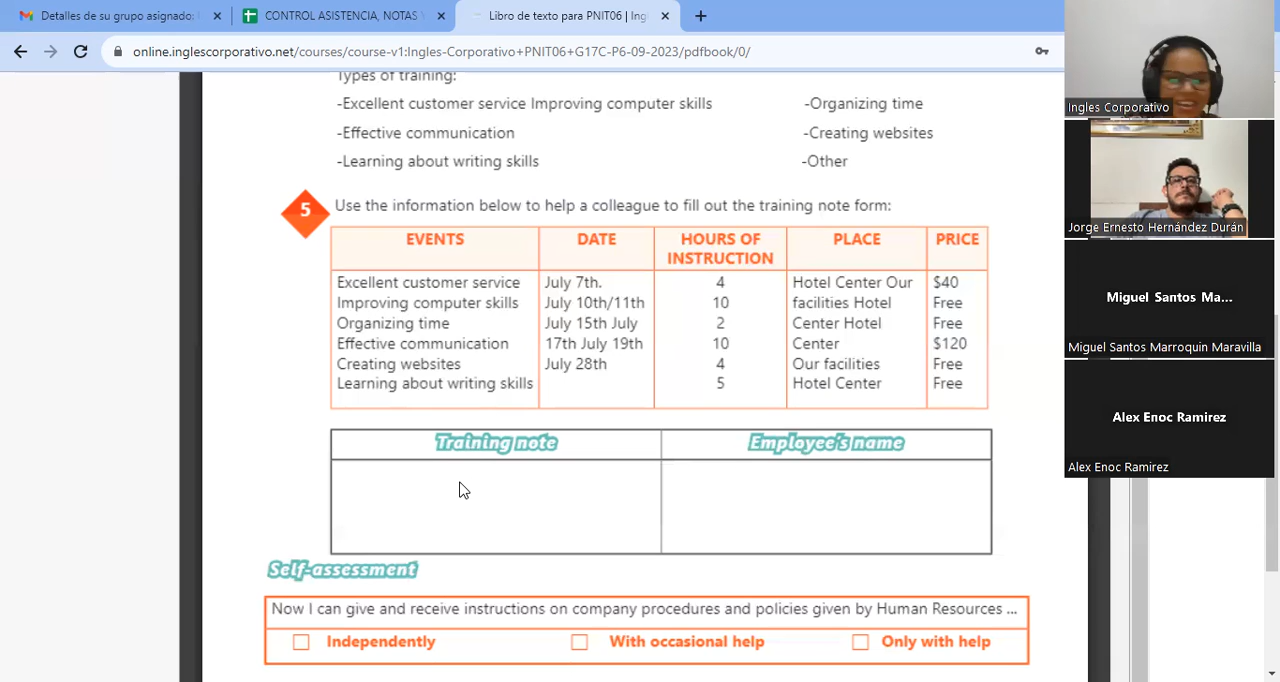 Detalles de su grupo asignado:
CONTROL ASISTENCIA, NOTAS Y
Libro de texto para PNIT06 | Ing
online.inglescorporativo.net/courses/course-v1:Ingles-Corporativo+PNIT06+G17C-P6-09-2023/pdfbook/0/
Types of training:
-Excellent customer service Improving computer skills -Organizing time
-Effective communication -Creating websites
-Learning about writing skills -Other
5 Use the information below to help a colleague to fill out the training note form:
EVENTS DATE HOURS OF INSTRUCTION PLACE PRICE
Excellent customer service July 7th. 4 Hotel Center Our $40
Improving computer skills July 10th/11th 10 facilities Hotel Free
Organizing time July 15th July 2 Center Hotel Free
Effective communication 17th July 19th 10 Center $120
Creating websites July 28th 4 Our facilities Free
Learning about writing skills 5 Hotel Center Free
Training note Employee's name
Self-assessment
Now I can give and receive instructions on company procedures and policies given by Human Resources ...
Independently With occasional help Only with help
Ingles Corporativo
Jorge Ernesto Hernández Durán
Miguel Santos Ma...
Miguel Santos Marroquin Maravilla
Alex Enoc Ramirez
Alex Enoc Ramirez